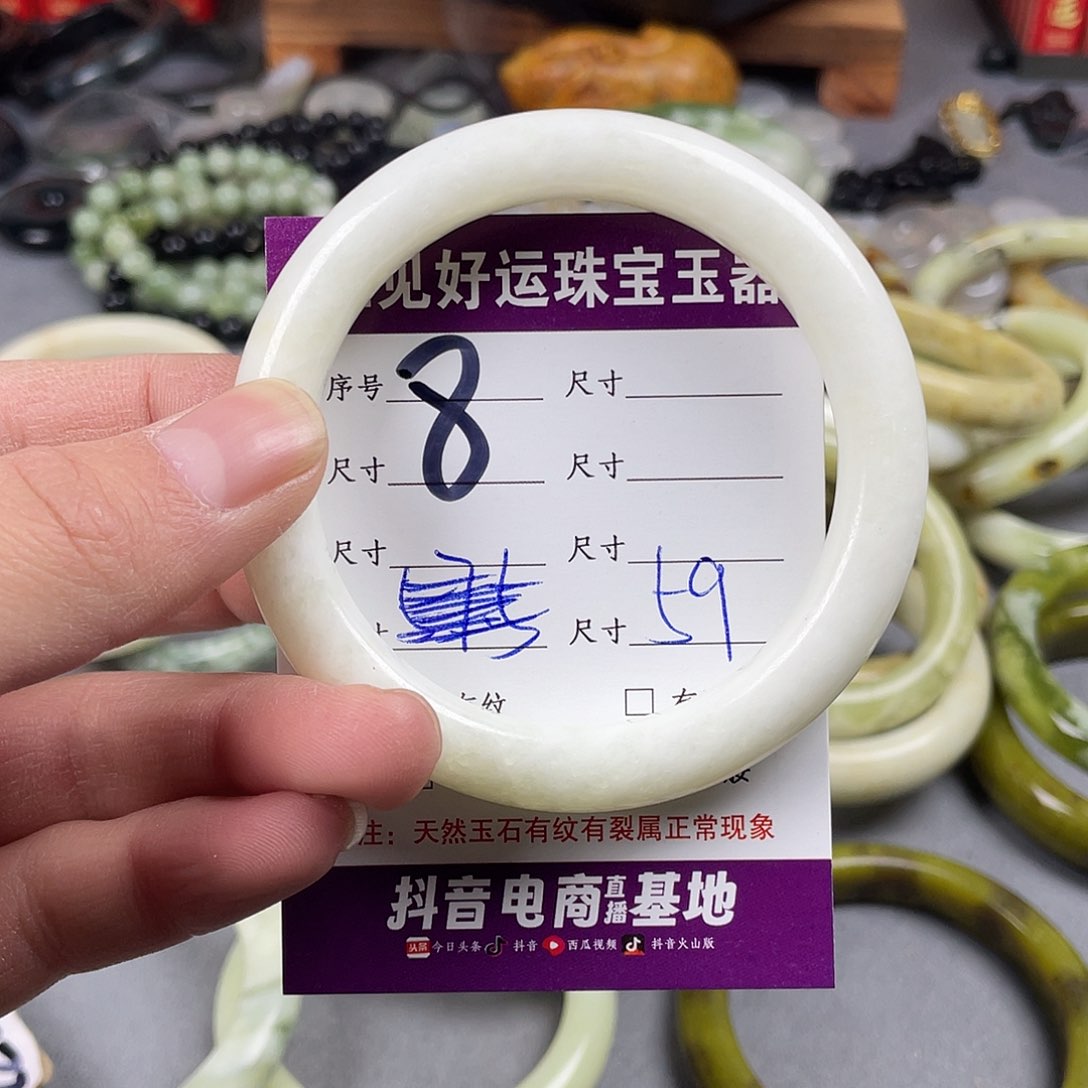 见好运珠宝玉器
序号 8 尺寸
尺寸 尺寸
尺寸 尺寸
尺寸 59
纹 □
注：天然玉石有纹有裂属正常现象
抖音电商直播基地
头条 今日头条 抖音 西瓜视频 抖音火山版